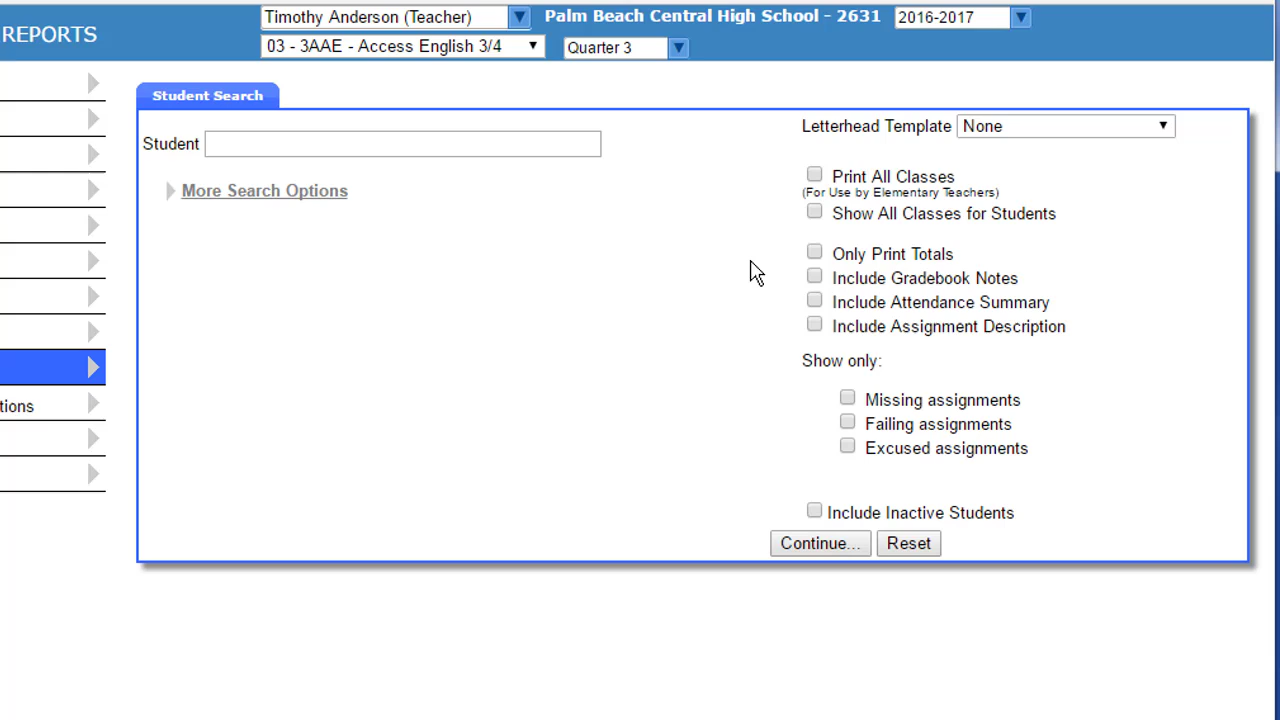 REPORTS
Timothy Anderson (Teacher)
Palm Beach Central High School - 2631
2016-2017
03 - 3AAE - Access English 3/4
Quarter 3
Student Search
Student
Letterhead Template
None
More Search Options
Print All Classes
(For Use by Elementary Teachers)
Show All Classes for Students
Only Print Totals
Include Gradebook Notes
Include Attendance Summary
Include Assignment Description
Show only:
tions
Missing assignments
Failing assignments
Excused assignments
Include Inactive Students
Continue...
Reset